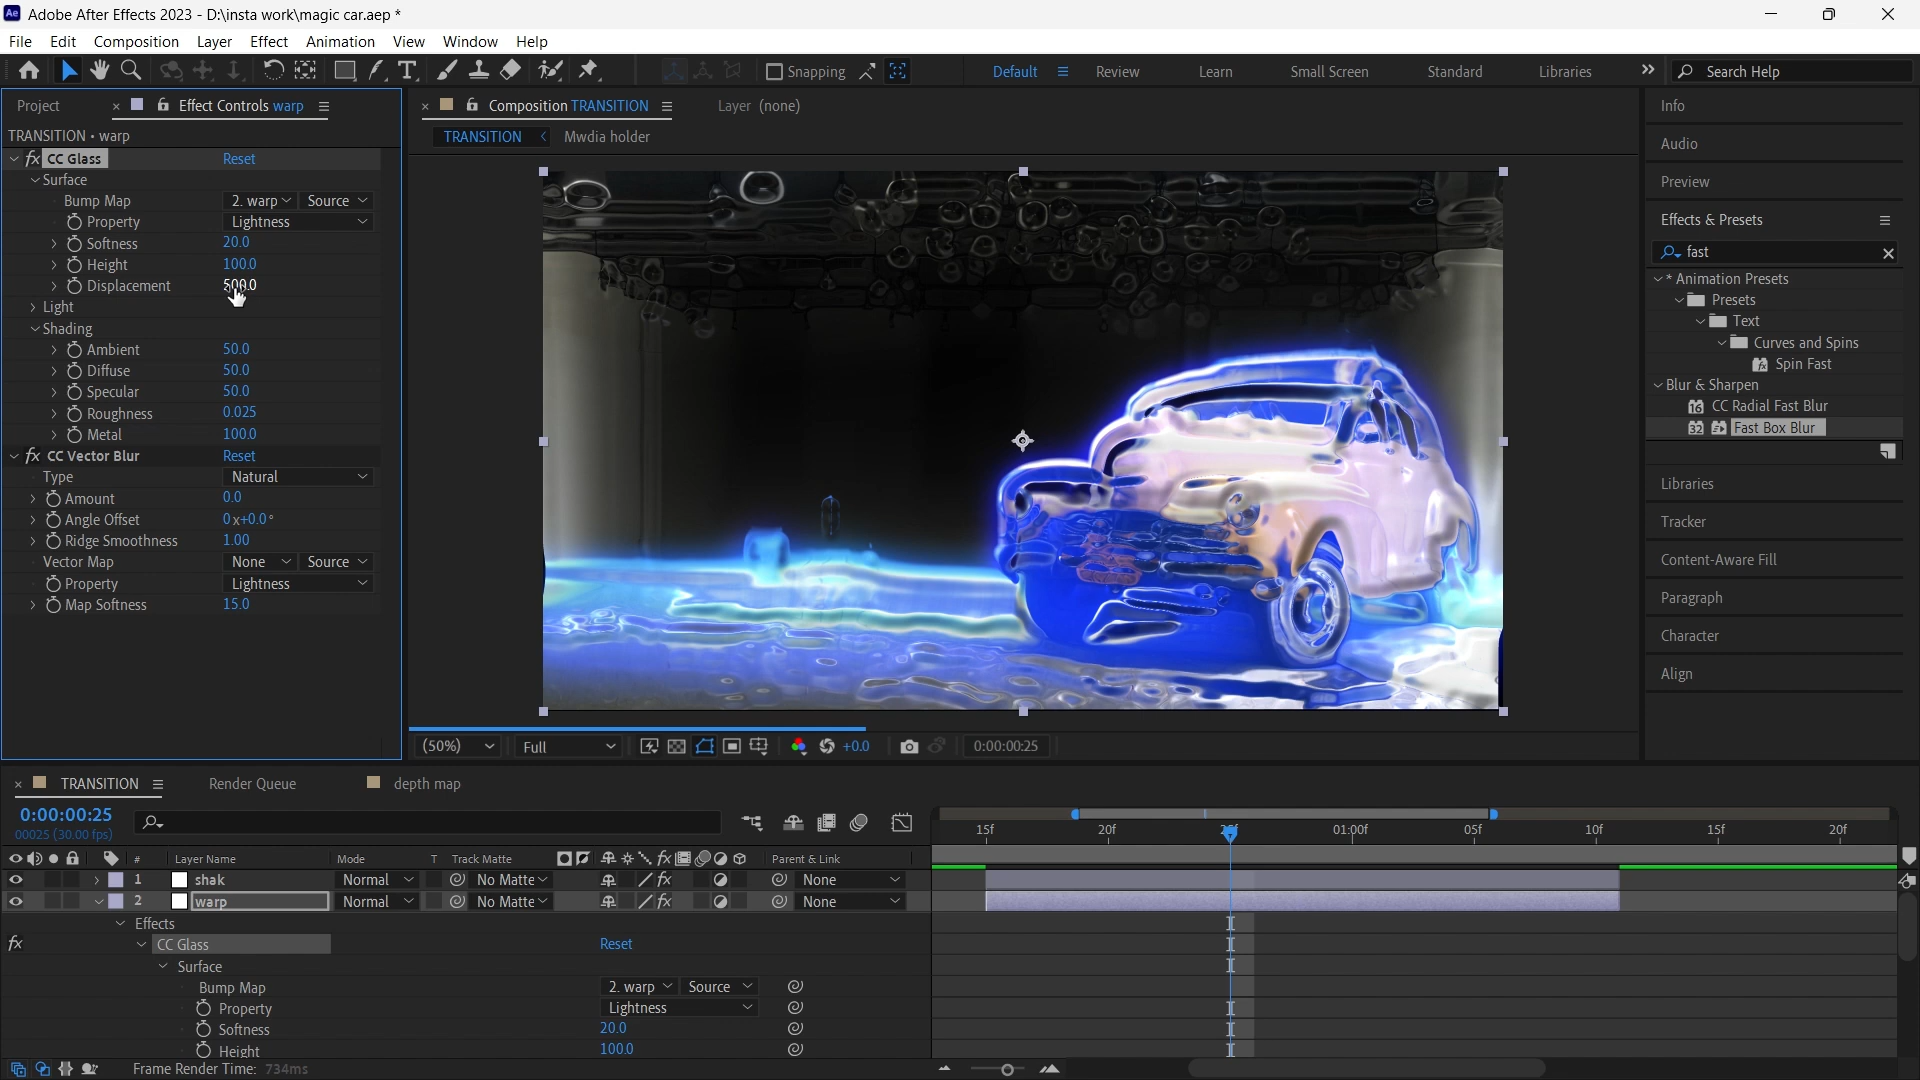 Ae Adobe After Effects 2023 - D:\insta work\magic car.aep *
File Edit Composition Layer Effect Animation View Window Help
Snapping Default Review Learn Small Screen Standard Libraries Search Help
Project Effect Controls warp Composition TRANSITION Layer (none) Info
TRANSITION • warp TRANSITION Mwdia holder
Audio
fx CC Glass Reset
Surface
Preview
Bump Map 2. warp Source
Property Lightness
Effects & Presets
Softness 20.0
fast
Height 100.0
* Animation Presets
Displacement 500.0
Presets
Light
Text
Shading
Curves and Spins
Ambient 50.0
Spin Fast
Diffuse 50.0
Blur & Sharpen
Specular 50.0
16 CC Radial Fast Blur
Roughness 0.025
32 Fast Box Blur
Metal 100.0
fx CC Vector Blur Reset
Type Natural
Libraries
Amount 0.0
Angle Offset 0x+0.0°
Tracker
Ridge Smoothness 1.00
Vector Map None Source
Content-Aware Fill
Property Lightness
Paragraph
Map Softness 15.0
Character
Align
(50%) Full +0.0 0:00:00:25
TRANSITION Render Queue depth map
0:00:00:25
00025 (30.00 fps)
15f 20f 01:00f 05f 10f 15f 20f
# Layer Name Mode T Track Matte fx Parent & Link
1 shak Normal No Matte fx None
2 warp Normal No Matte fx None
Effects
fx CC Glass Reset
Surface
Bump Map 2. warp Source
Property Lightness
Softness 20.0
Height 100.0
Frame Render Time: 734ms